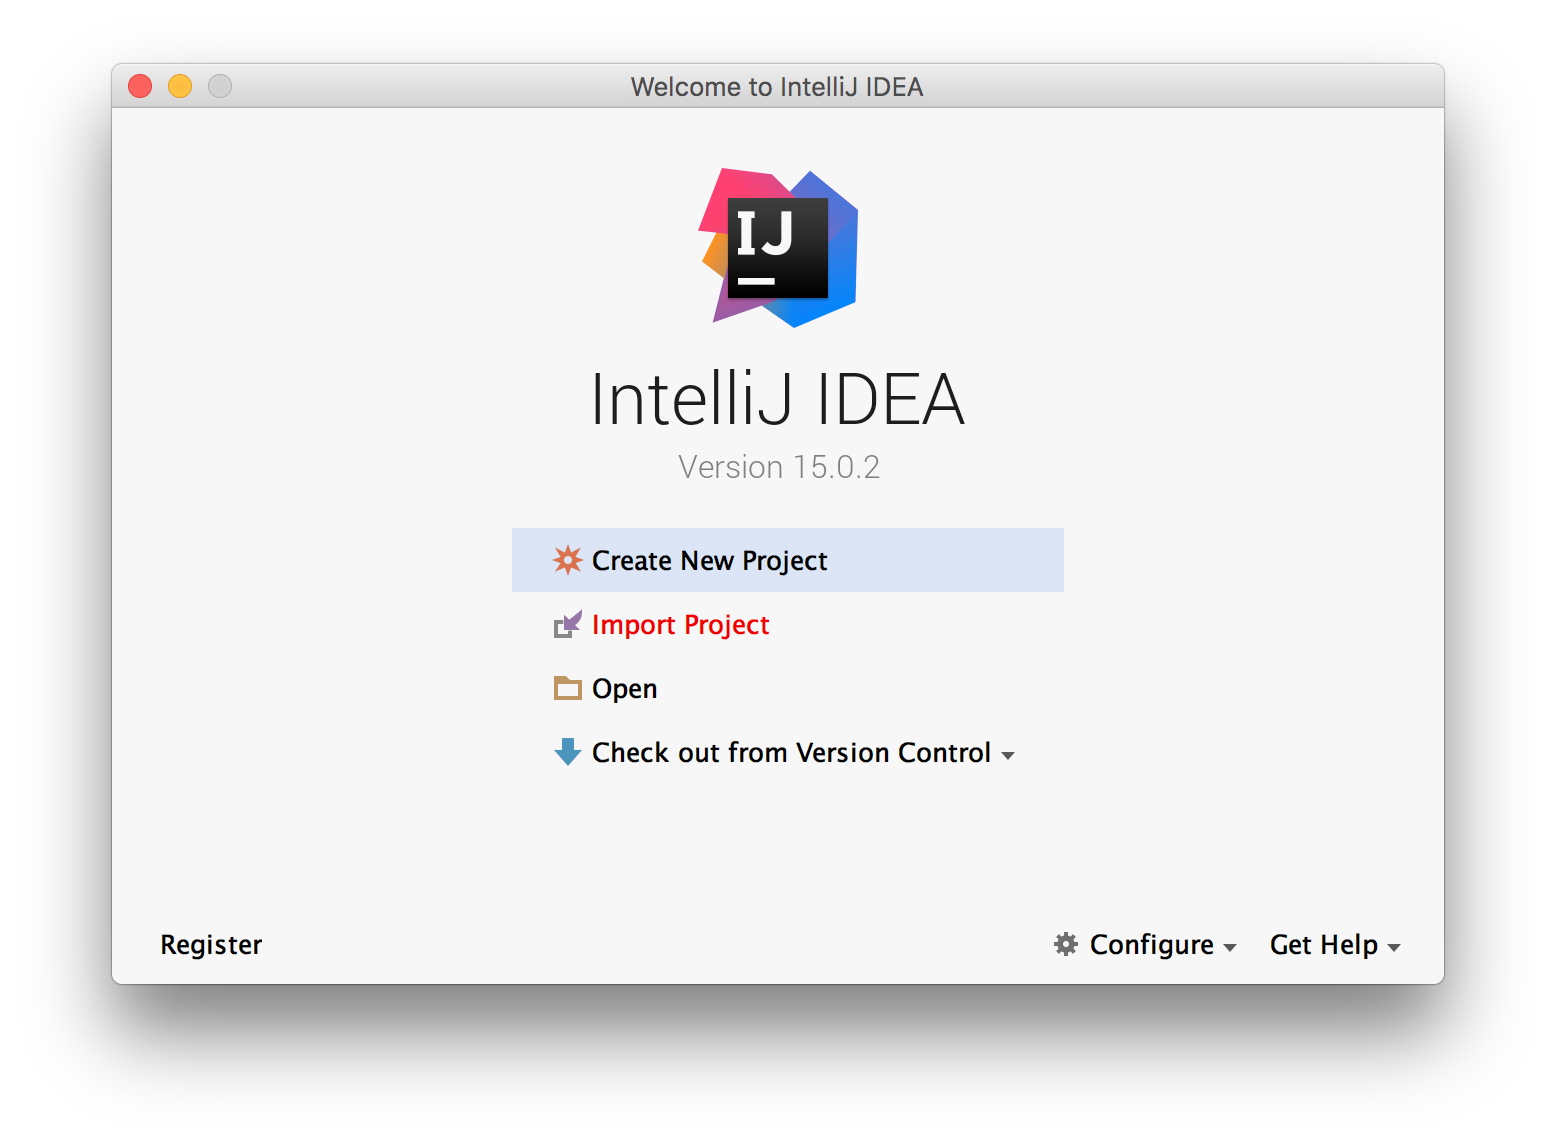 Welcome to IntelliJ IDEA
IJ
IntelliJ IDEA
Version 15.0.2
Create New Project
Import Project
Open
Check out from Version Control
Register
Configure
Get Help